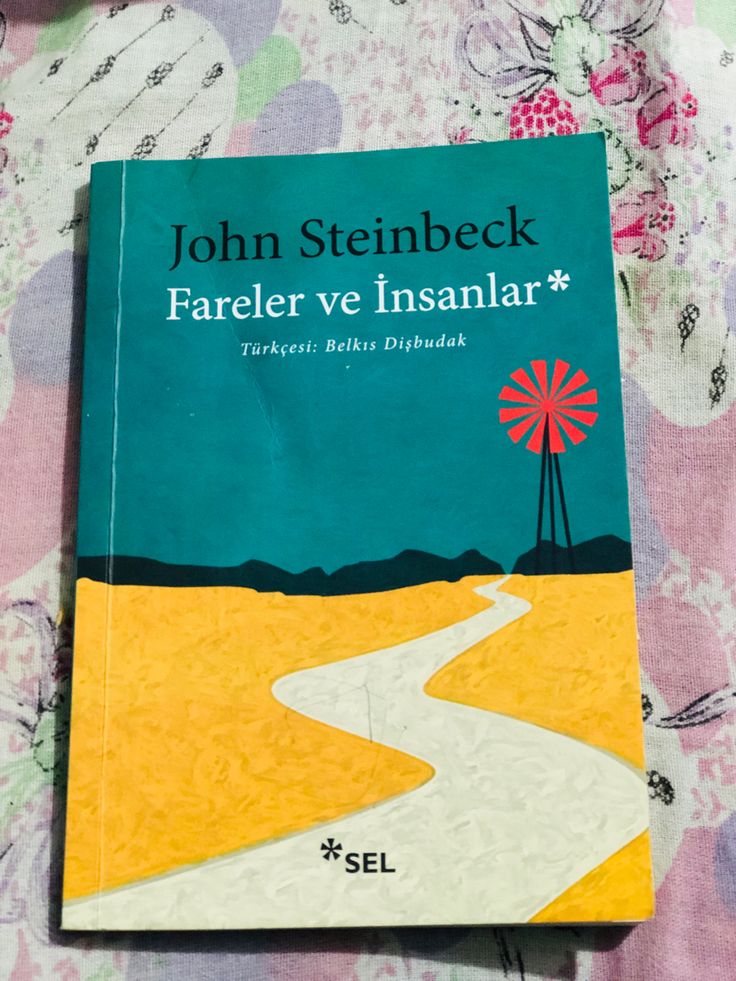 John Steinbeck
Fareler ve İnsanlar*
Türkçesi: Belkıs Dişbudak
*SEL